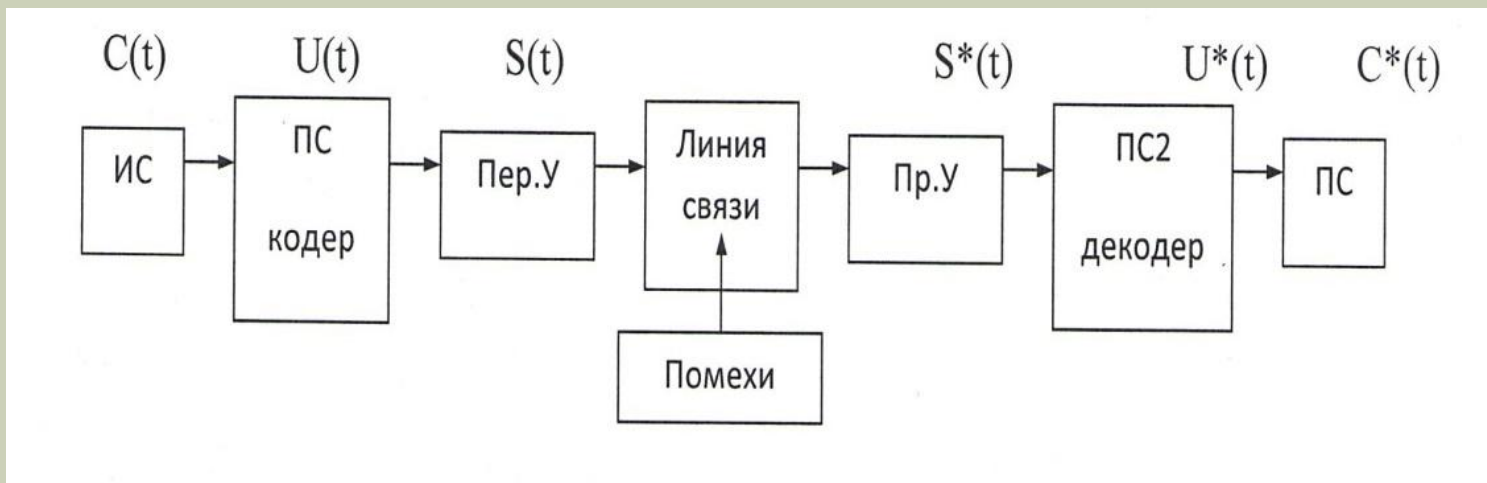 C(t) U(t) S(t) S*(t) U*(t) C*(t)
ИС
ПС
кодер
Пер.У
Линия
связи
Пр.У
ПС2
декодер
ПС
Помехи